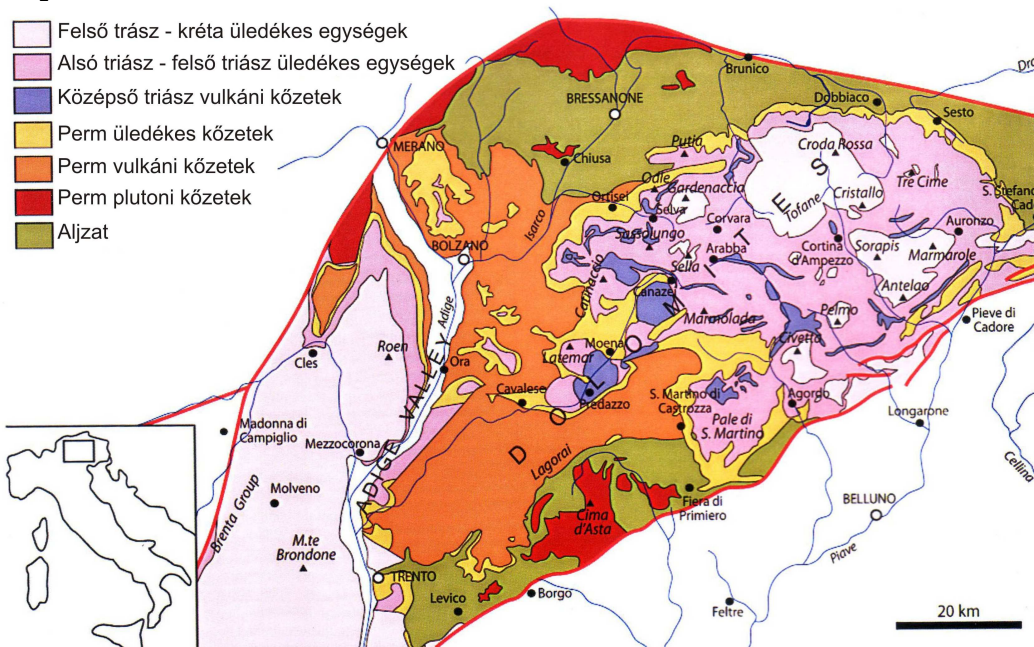 Felső trász - kréta üledékes egységek
Alsó triász - felső triász üledékes egységek
Középső triász vulkáni kőzetek
Perm üledékes kőzetek
Perm vulkáni kőzetek
Perm plutoni kőzetek
Aljzat
Brunico
Dra
BRESSANONE
Dobbiaco
Sesto
MERANO
Chiusa
Putia
Croda Rossa
Tre Cime
S. Stefano
Cado
Odle
Gardenaccia
Cristallo
Ortisei
Selva
Tofane
Isarco
Sassolungo
Corvara
Auronzo
BOLZANO
Arabba
Cortina
d'Ampezzo
Sorapis
Marmarole
Sella
Catinaccio
Canazei
Antelao
Adige
Marmolada
Pelmo
Pieve di
Cadore
Roen
Moena
Latemar
Civetta
Cles
Ora
Cavalese
Predazzo
S. Martino di
Castrozza
Agordo
Longarone
Madonna di
Campiglio
Pale di
S. Martino
Mezzocorona
ADIGE VALLEY
DOLOMITES
Lagorai
Cellina
Brenta Group
Molveno
Cima
d'Asta
Fiera di
Primiero
BELLUNO
M.te
Brondone
Piave
TRENTO
Levico
Borgo
Feltre
20 km